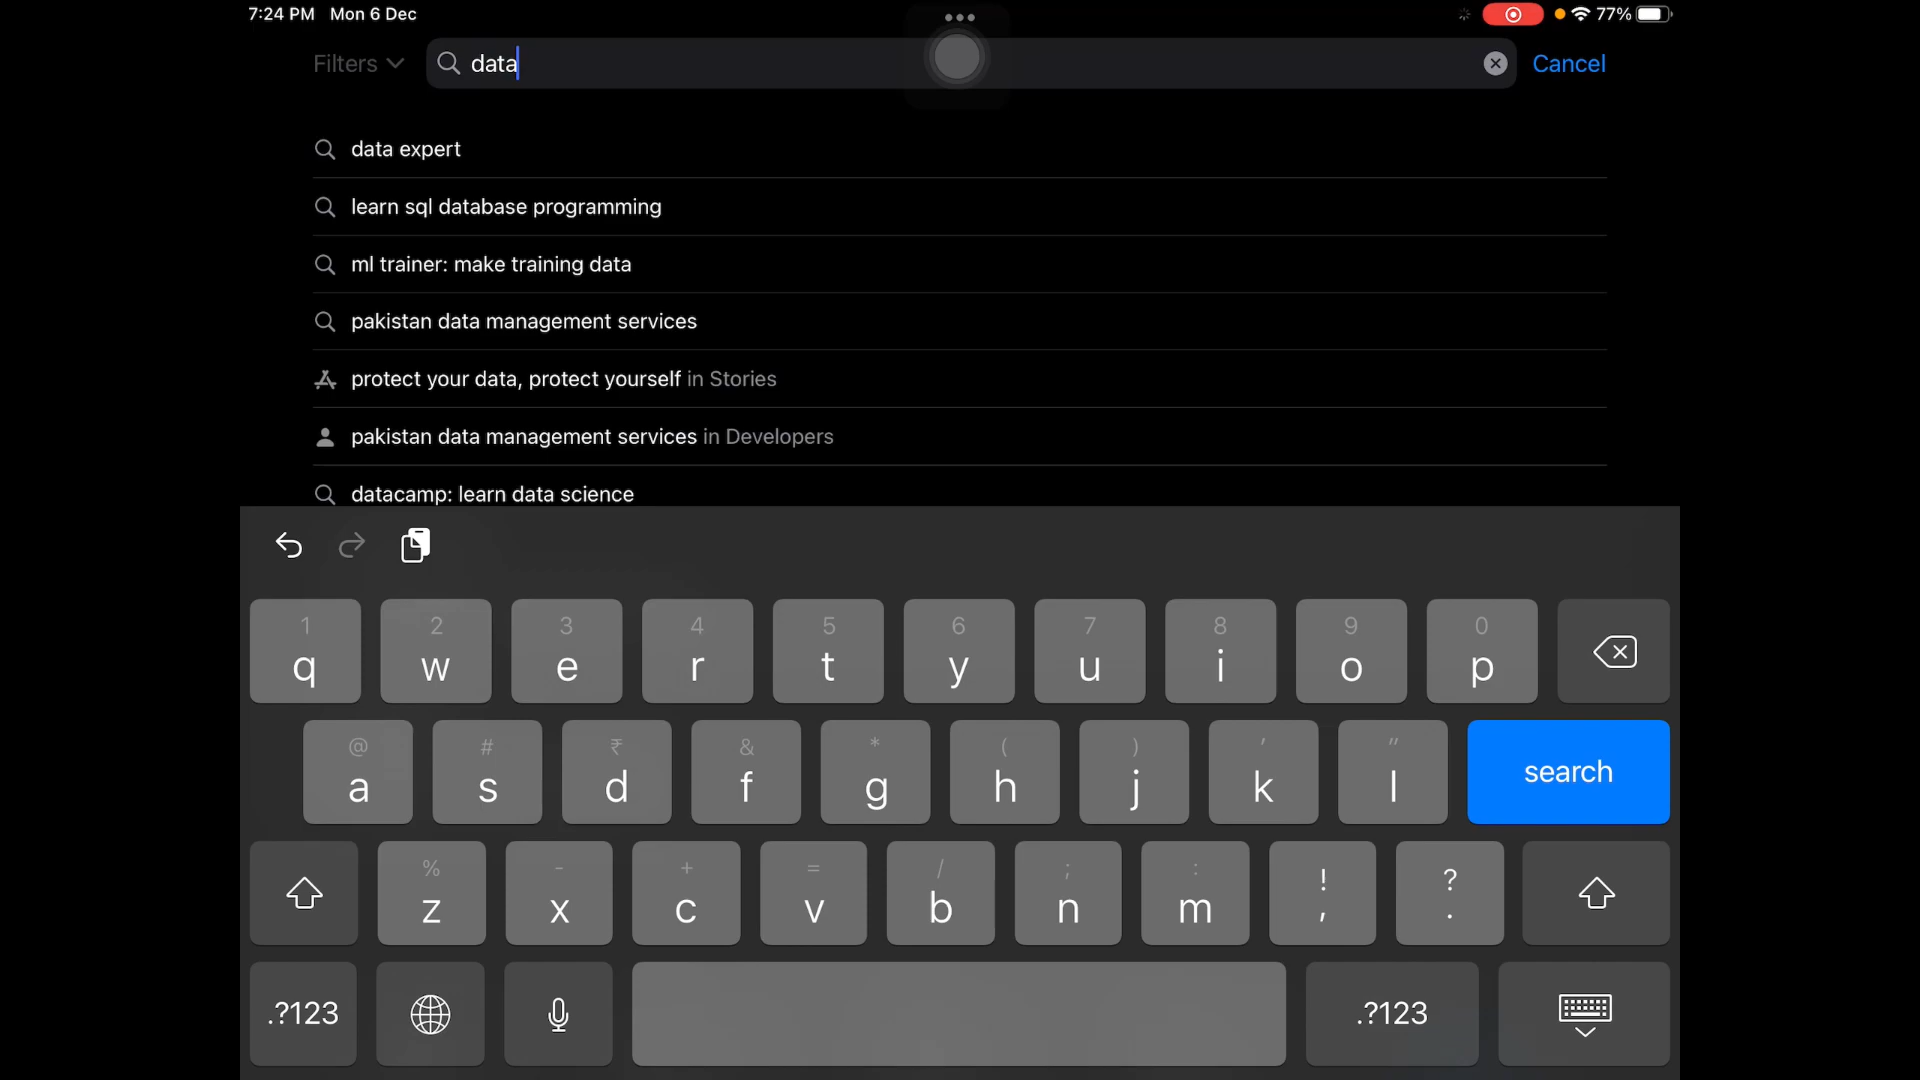 7:24 PM Mon 6 Dec
77%
Filters
data
Cancel
data expert
learn sql database programming
ml trainer: make training data
pakistan data management services
protect your data, protect yourself in Stories
pakistan data management services in Developers
datacamp: learn data science
1 2 3 4 5 6 7 8 9 0
q w e r t y u i o p
@ # ₹ & * ( ) ' "
a s d f g h j k l search
% - + = / ; : ! ?
z x c v b n m , .
.?123 .?123